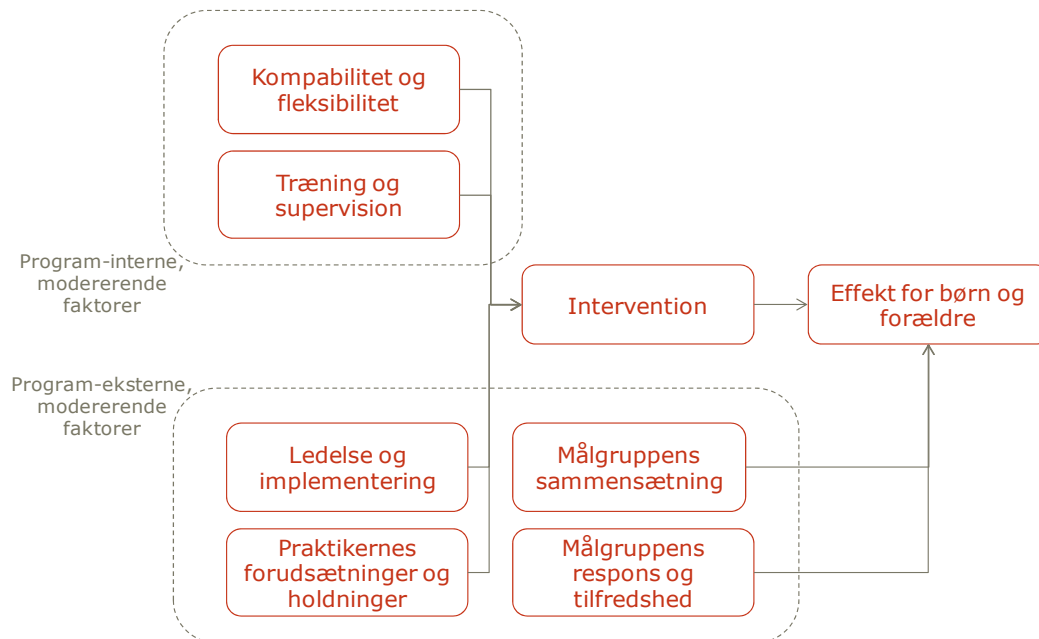 Kompabilitet og
fleksibilitet
Træning og
supervision
Program-interne,
modererende
faktorer
Intervention
Effekt for børn og
forældre
Program-eksterne,
modererende
faktorer
Ledelse og
implementering
Målgruppens
sammensætning
Praktikernes
forudsætninger og
holdninger
Målgruppens
respons og
tilfredshed